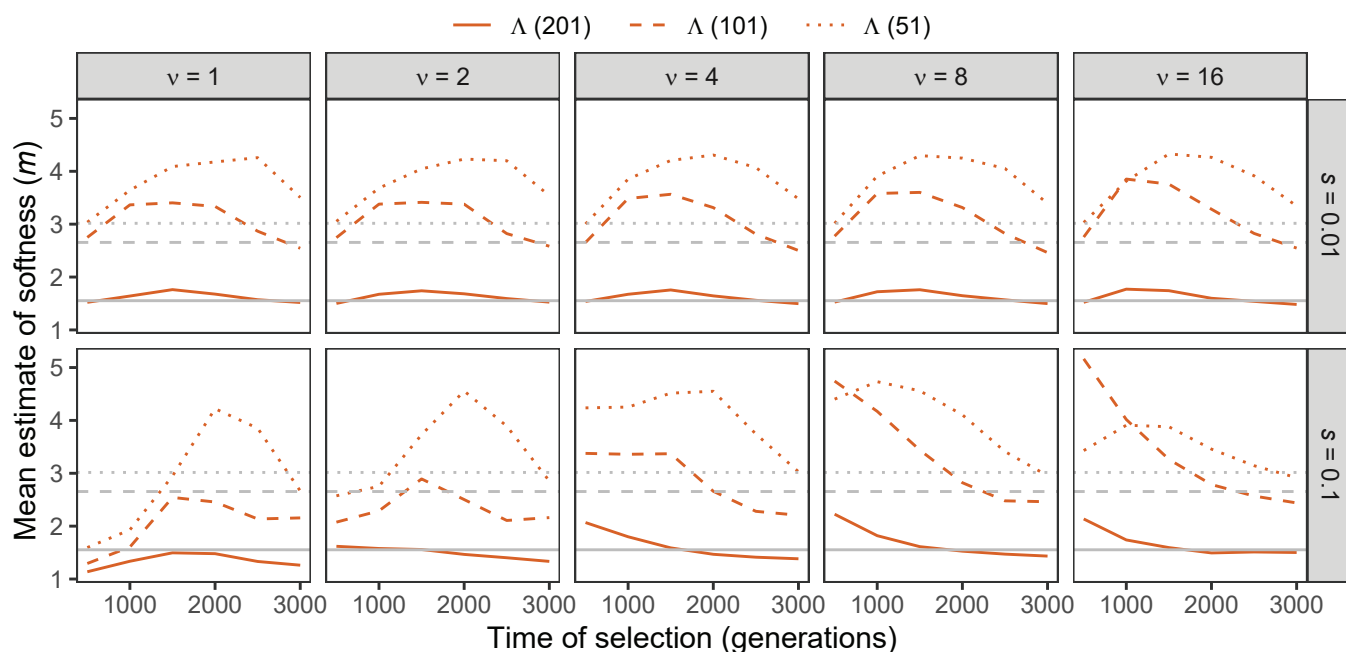 Λ (201) Λ (101) Λ (51)
ν = 1 ν = 2 ν = 4 ν = 8 ν = 16
Mean estimate of softness (m)
5
4
3
2
1
s = 0.01
5
4
3
2
1
s = 0.1
1000 2000 3000 1000 2000 3000 1000 2000 3000 1000 2000 3000 1000 2000 3000
Time of selection (generations)